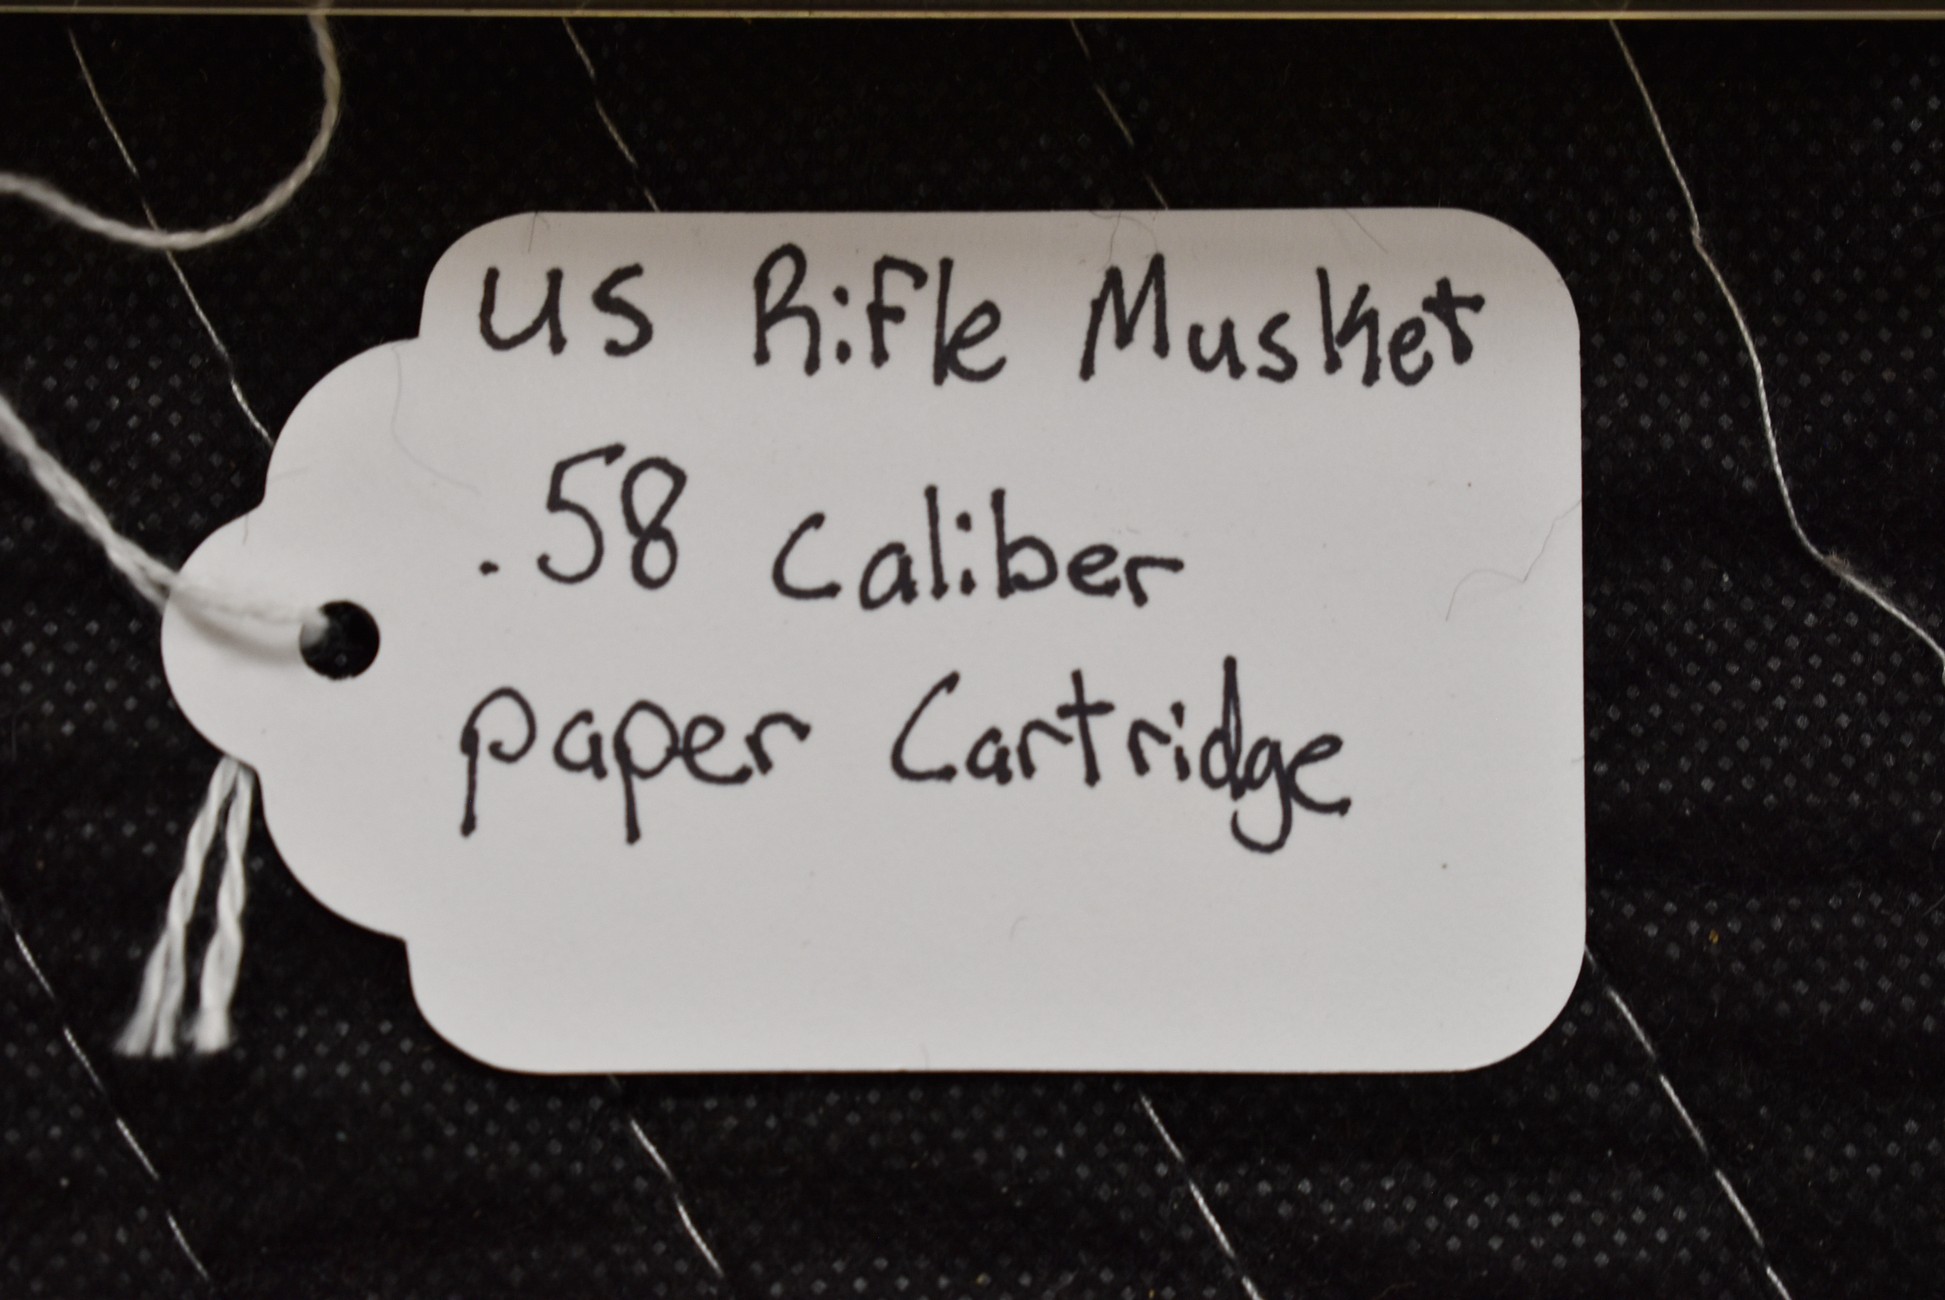 US Rifle Musket
.58 Caliber
paper Cartridge